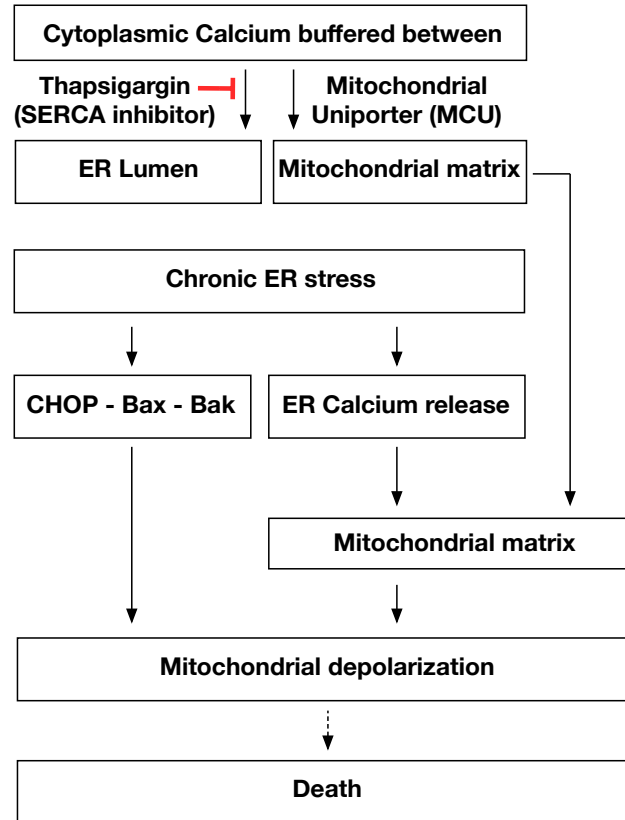 Cytoplasmic Calcium buffered between
Thapsigargin
(SERCA inhibitor)
Mitochondrial
Uniporter (MCU)
ER Lumen
Mitochondrial matrix
Chronic ER stress
CHOP - Bax - Bak
ER Calcium release
Mitochondrial matrix
Mitochondrial depolarization
Death